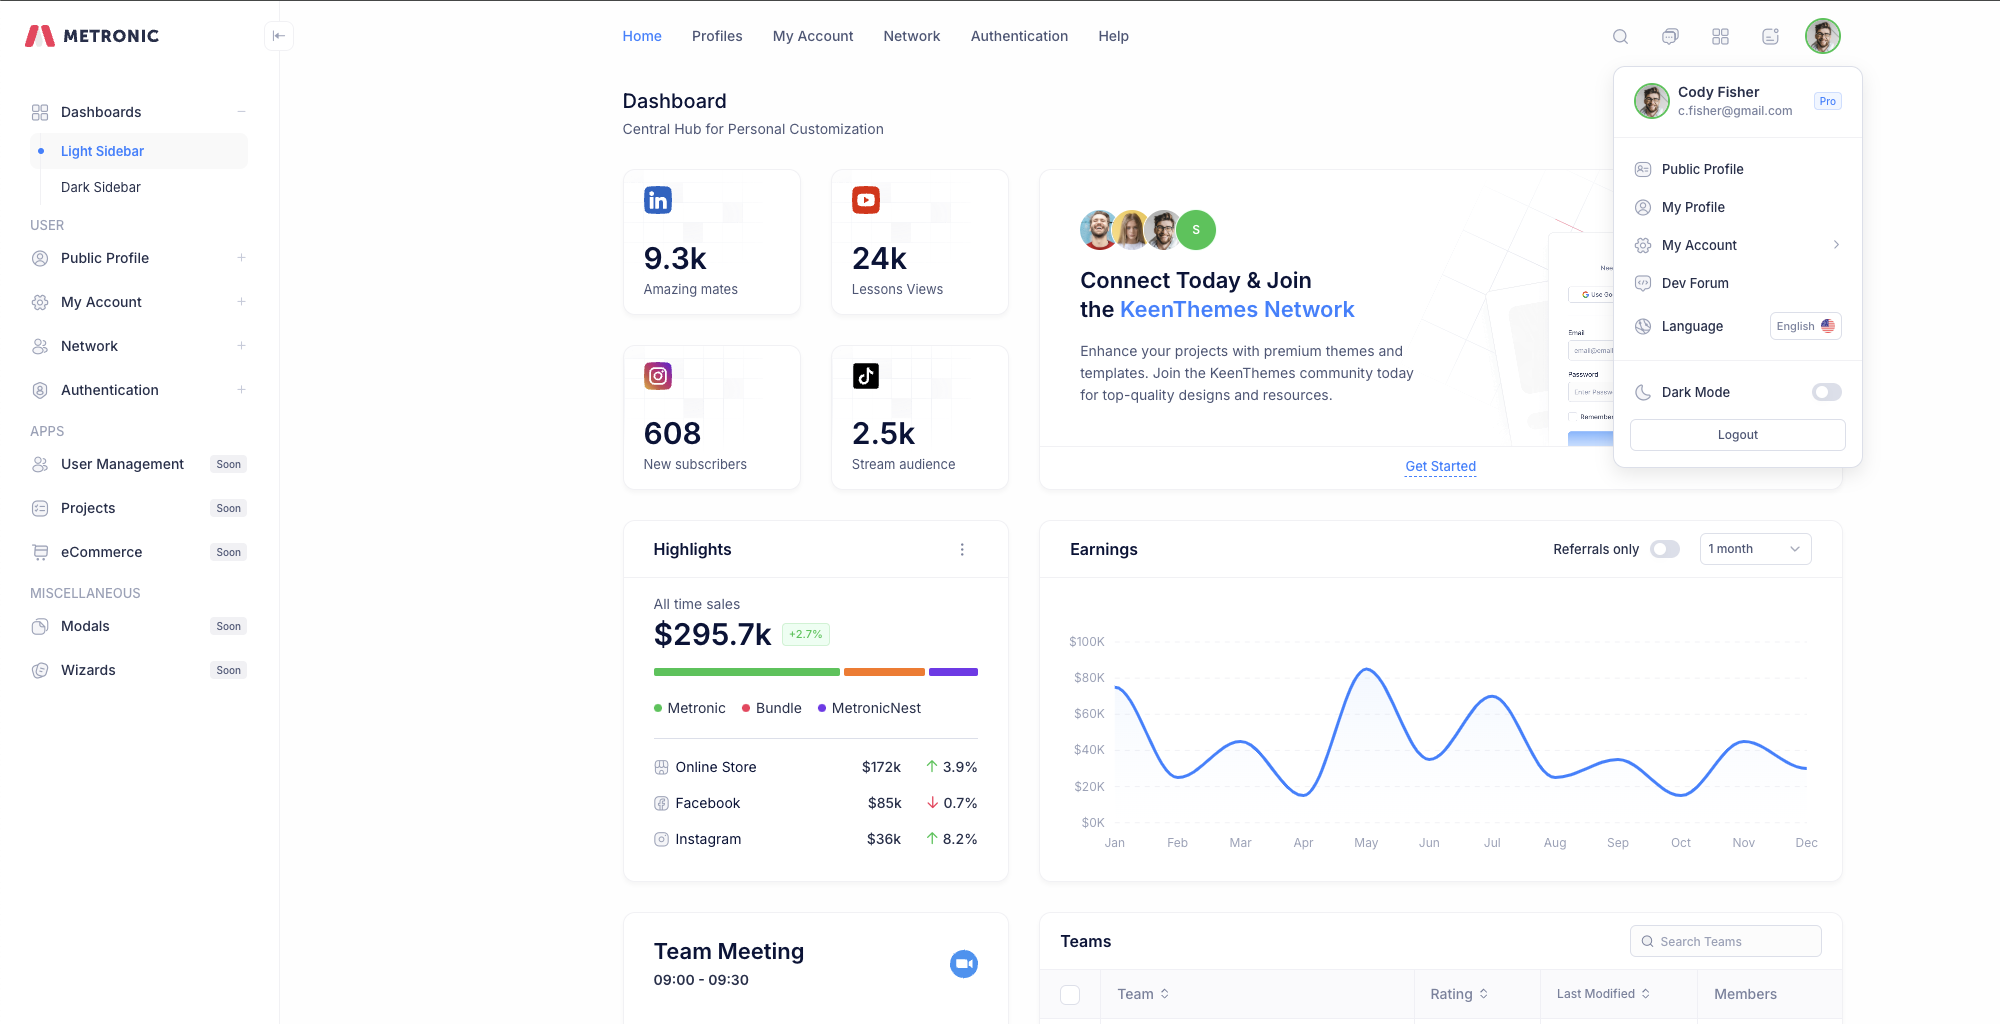 METRONIC
Dashboards
Light Sidebar
Dark Sidebar
USER
Public Profile
My Account
Network
Authentication
APPS
User Management Soon
Projects Soon
eCommerce Soon
MISCELLANEOUS
Modals Soon
Wizards Soon
Home Profiles My Account Network Authentication Help
Dashboard
Central Hub for Personal Customization
in
9.3k
Amazing mates
24k
Lessons Views
608
New subscribers
2.5k
Stream audience
S
Connect Today & Join
the KeenThemes Network
Enhance your projects with premium themes and
templates. Join the KeenThemes community today
for top-quality designs and resources.
Email
Password
Get Started
Cody Fisher
c.fisher@gmail.com
Pro
Public Profile
My Profile
My Account
Dev Forum
Language English
Dark Mode
Logout
Highlights
All time sales
$295.7k +2.7%
Metronic Bundle MetronicNest
Online Store $172k 3.9%
Facebook $85k 0.7%
Instagram $36k 8.2%
Earnings
Referrals only 1 month
$100K
$80K
$60K
$40K
$20K
$0K
Jan Feb Mar Apr May Jun Jul Aug Sep Oct Nov Dec
Team Meeting
09:00 - 09:30
Teams
Search Teams
Team Rating Last Modified Members